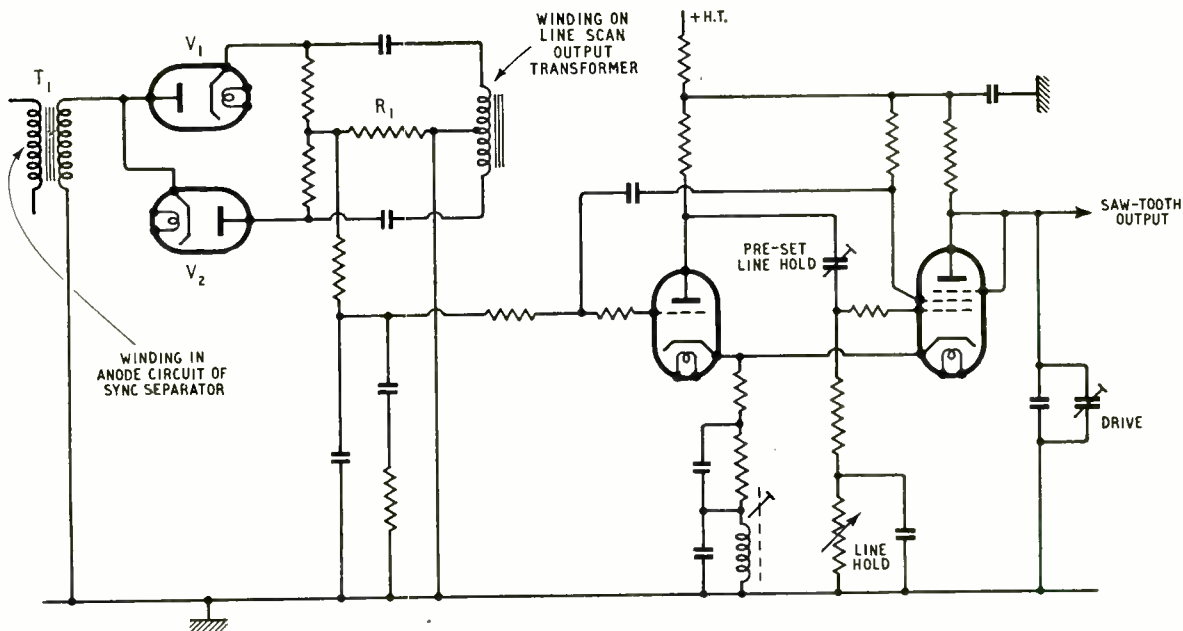 WINDING ON
LINE SCAN
OUTPUT
TRANSFORMER
+ H.T.
V1
T1
R1
V2
SAW-TOOTH
OUTPUT
PRE-SET
LINE HOLD
WINDING IN
ANODE CIRCUIT OF
SYNC SEPARATOR
DRIVE
LINE
HOLD